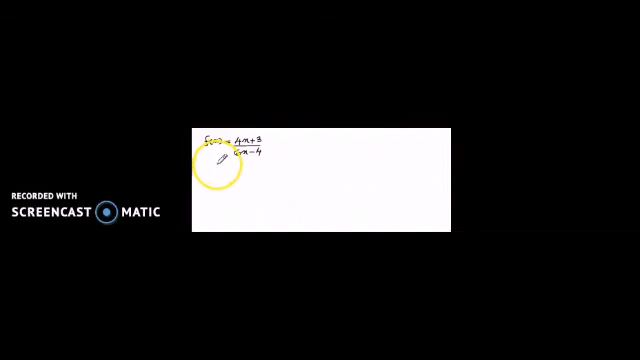 f(x) = 4x+3
6x-4
RECORDED WITH
SCREENCAST MATIC